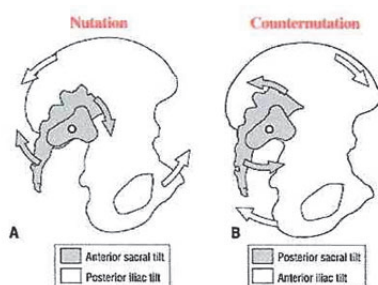 Nutation
Counternutation
A
B
Anterior sacral tilt
Posterior iliac tilt
Posterior sacral tilt
Anterior iliac tilt